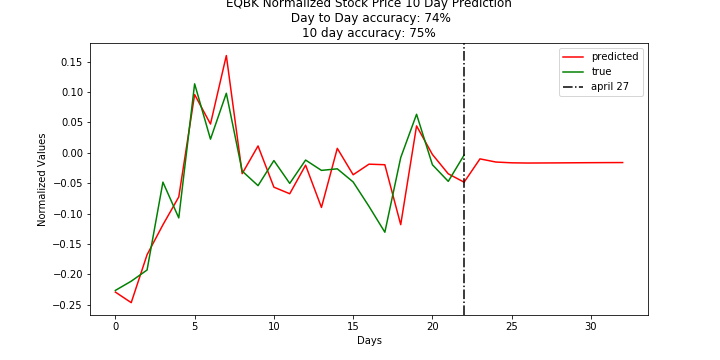 EQBK Normalized Stock Price 10 Day Prediction
Day to Day accuracy: 74%
10 day accuracy: 75%
predicted
true
april 27
Normalized Values
0.15
0.10
0.05
0.00
−0.05
−0.10
−0.15
−0.20
−0.25
0 5 10 15 20 25 30
Days